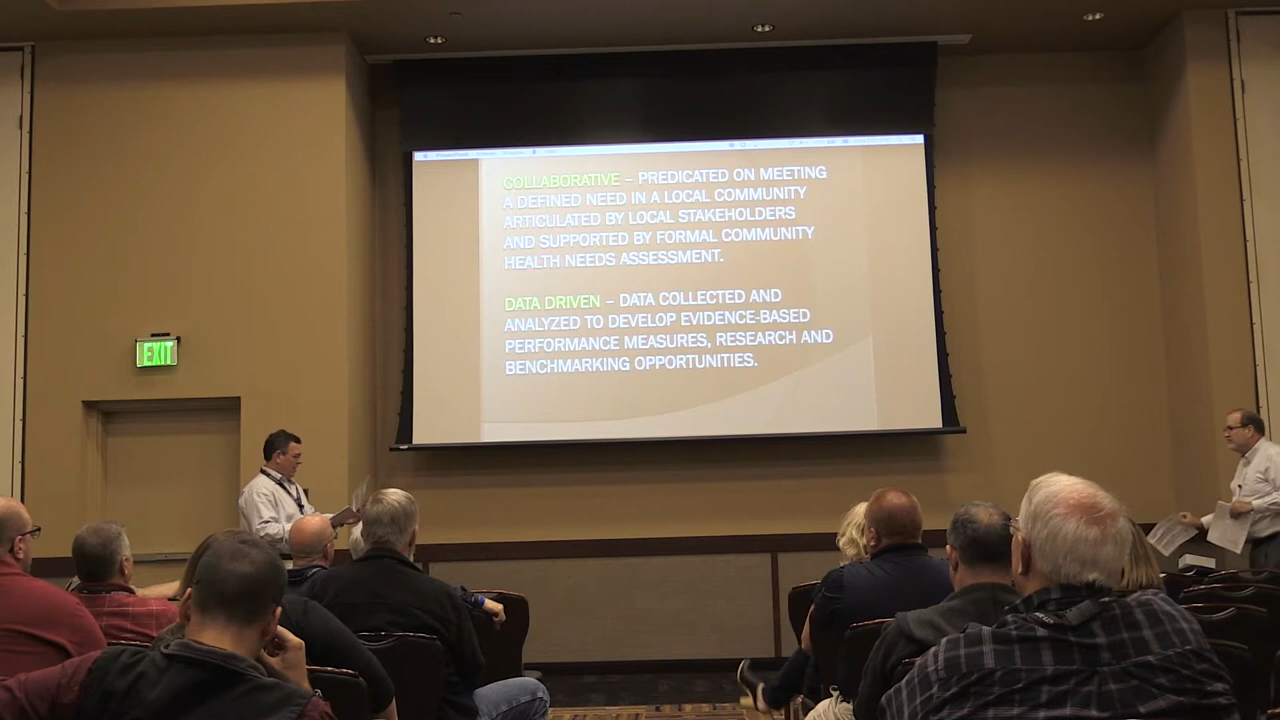 PowerPoint
COLLABORATIVE – PREDICATED ON MEETING
A DEFINED NEED IN A LOCAL COMMUNITY
ARTICULATED BY LOCAL STAKEHOLDERS
AND SUPPORTED BY FORMAL COMMUNITY
HEALTH NEEDS ASSESSMENT.
DATA DRIVEN – DATA COLLECTED AND
ANALYZED TO DEVELOP EVIDENCE-BASED
PERFORMANCE MEASURES, RESEARCH AND
BENCHMARKING OPPORTUNITIES.
EXIT